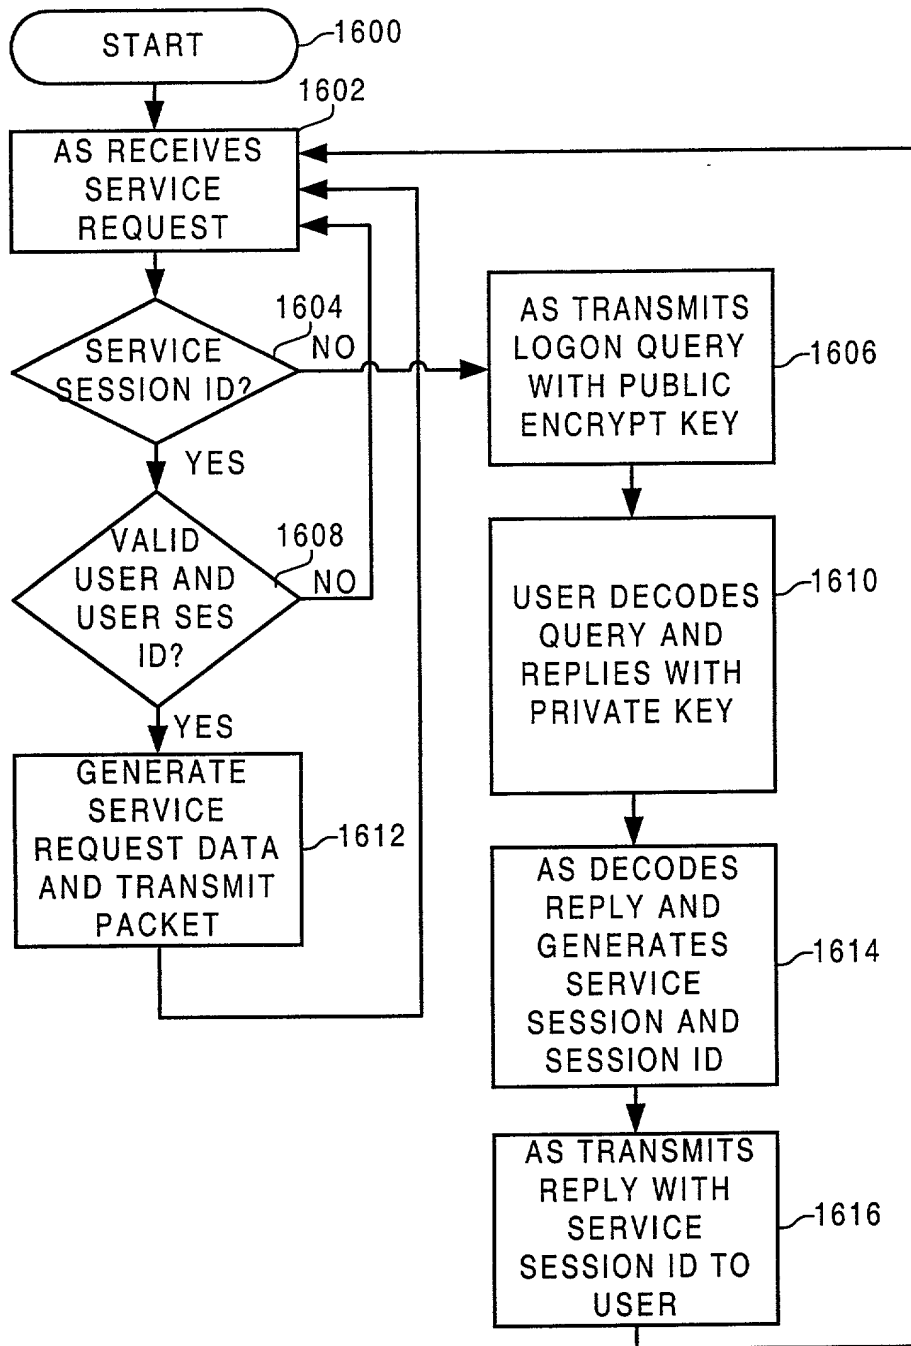 START
1600
1602
AS RECEIVES
SERVICE
REQUEST
1604
SERVICE
SESSION ID?
NO
YES
AS TRANSMITS
LOGON QUERY
WITH PUBLIC
ENCRYPT KEY
1606
VALID
USER AND
USER SES
ID?
1608
NO
YES
USER DECODES
QUERY AND
REPLIES WITH
PRIVATE KEY
1610
GENERATE
SERVICE
REQUEST DATA
AND TRANSMIT
PACKET
1612
AS DECODES
REPLY AND
GENERATES
SERVICE
SESSION AND
SESSION ID
1614
AS TRANSMITS
REPLY WITH
SERVICE
SESSION ID TO
USER
1616